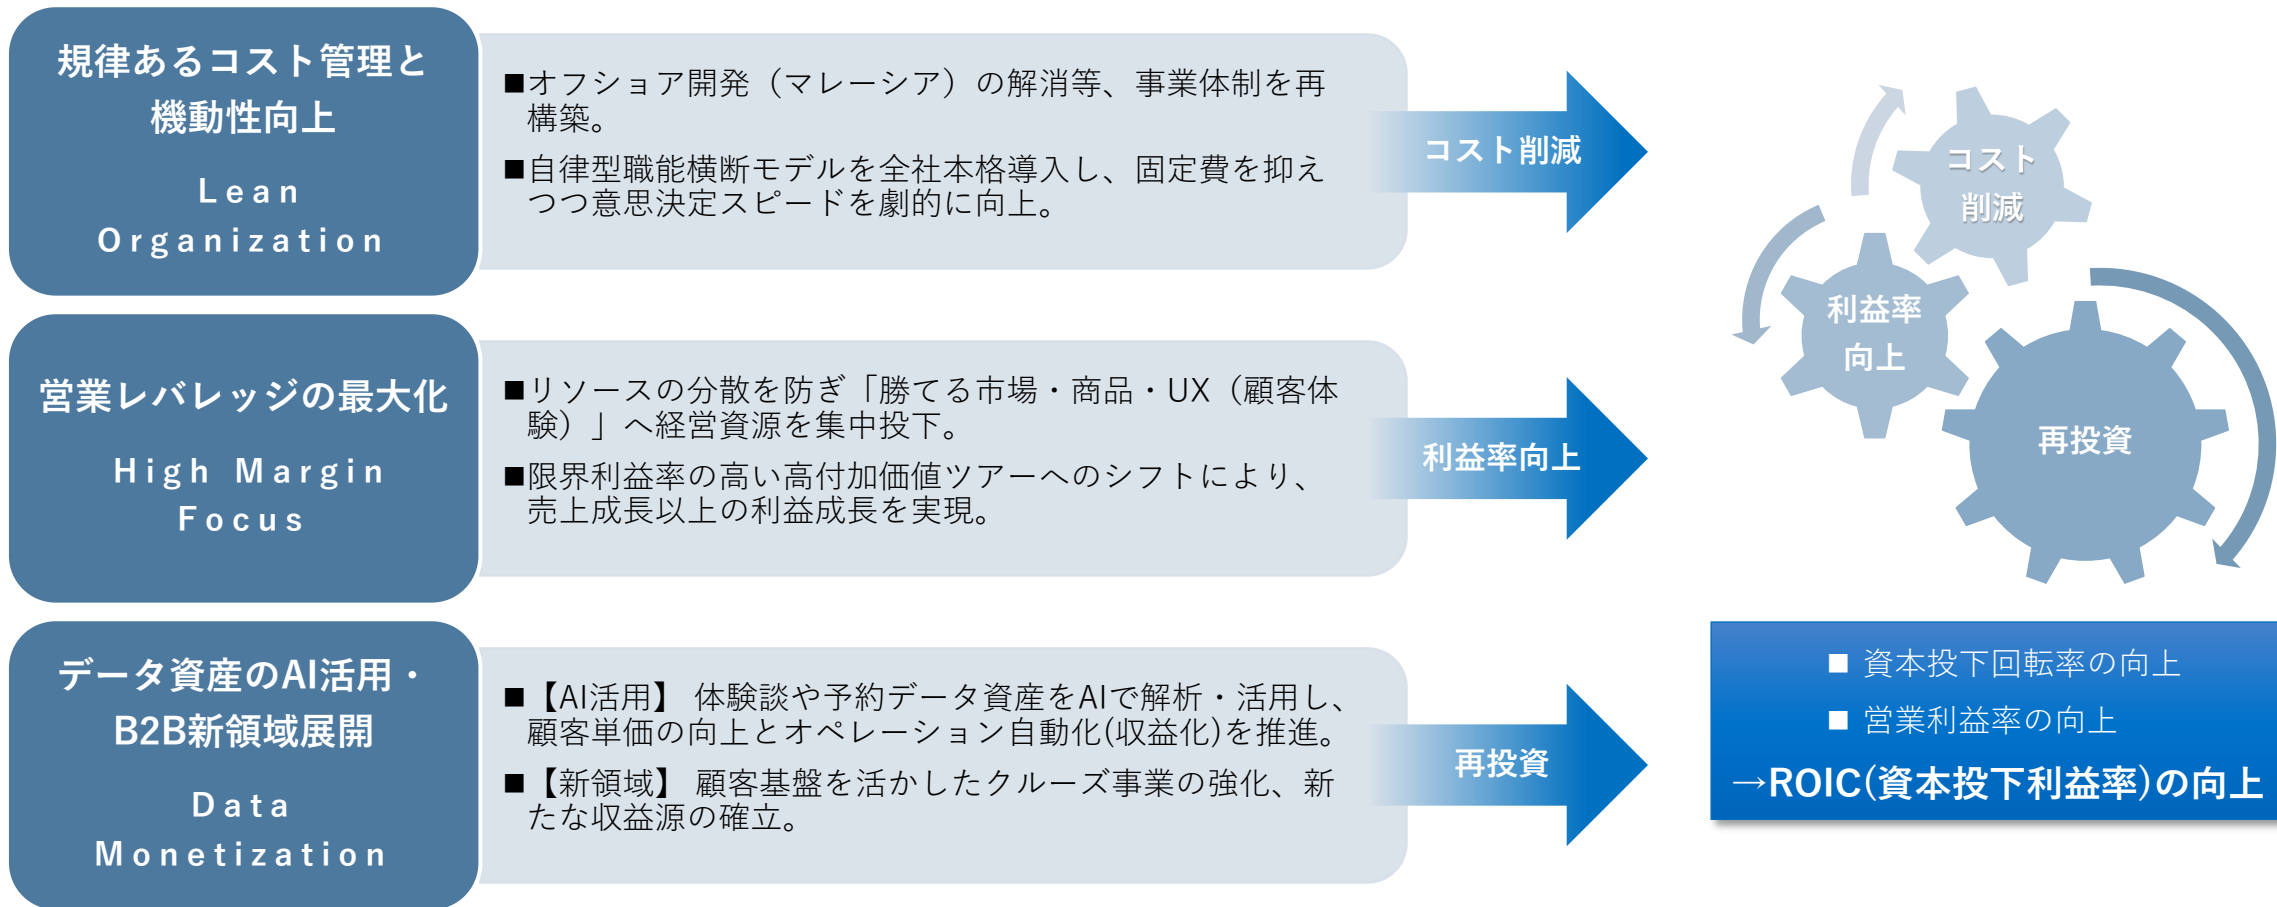 規律あるコスト管理と
機動性向上
Lean
Organization
■オフショア開発（マレーシア）の解消等、事業体制を再
構築。
■自律型職能横断モデルを全社本格導入し、固定費を抑え
つつ意思決定スピードを劇的に向上。
コスト削減
営業レバレッジの最大化
High Margin
Focus
■リソースの分散を防ぎ「勝てる市場・商品・UX（顧客体
験）」へ経営資源を集中投下。
■限界利益率の高い高付加価値ツアーへのシフトにより、
売上成長以上の利益成長を実現。
利益率向上
データ資産のAI活用・
B2B新領域展開
Data
Monetization
■【AI活用】 体験談や予約データ資産をAIで解析・活用し、
顧客単価の向上とオペレーション自動化(収益化)を推進。
■【新領域】 顧客基盤を活かしたクルーズ事業の強化、新
たな収益源の確立。
再投資
コスト
削減
利益率
向上
再投資
■ 資本投下回転率の向上
■ 営業利益率の向上
→ROIC(資本投下利益率)の向上